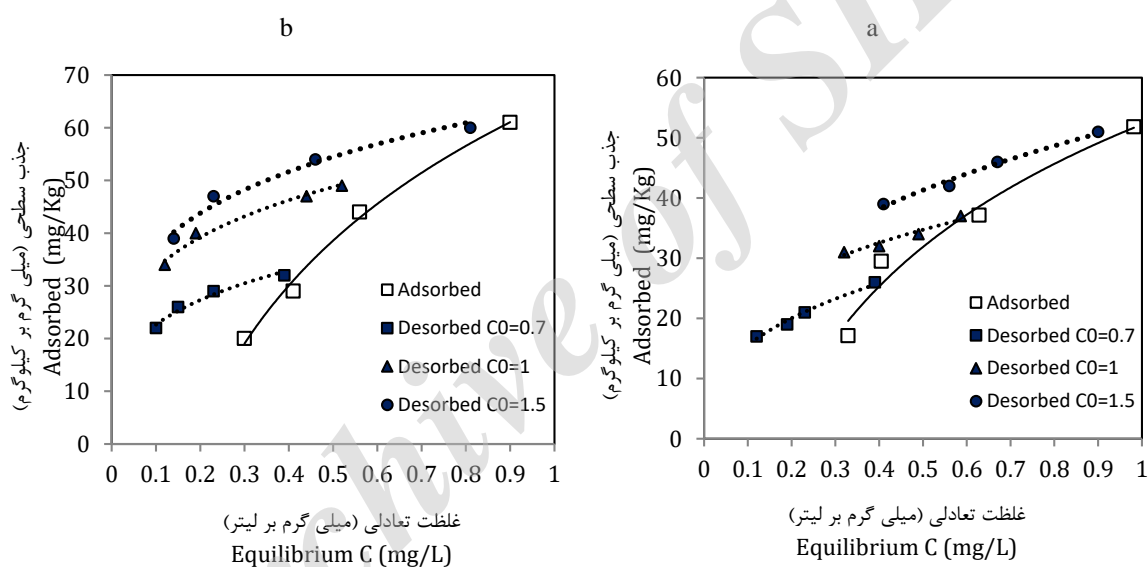 b
70
60
50
40
30
20
10
0
0
0.1
0.2
0.3
0.4
0.5
0.6
0.7
0.8
0.9
1
جذب سطحی (میلی گرم بر کیلوگرم)
Adsorbed (mg/Kg)
Adsorbed
Desorbed C0=0.7
Desorbed C0=1
Desorbed C0=1.5
غلظت تعادلی (میلی گرم بر لیتر)
Equilibrium C (mg/L)
a
60
50
40
30
20
10
0
0
0.1
0.2
0.3
0.4
0.5
0.6
0.7
0.8
0.9
1
جذب سطحی (میلی گرم بر کیلوگرم)
Adsorbed (mg/Kg)
Adsorbed
Desorbed C0=0.7
Desorbed C0=1
Desorbed C0=1.5
غلظت تعادلی (میلی گرم بر لیتر)
Equilibrium C (mg/L)